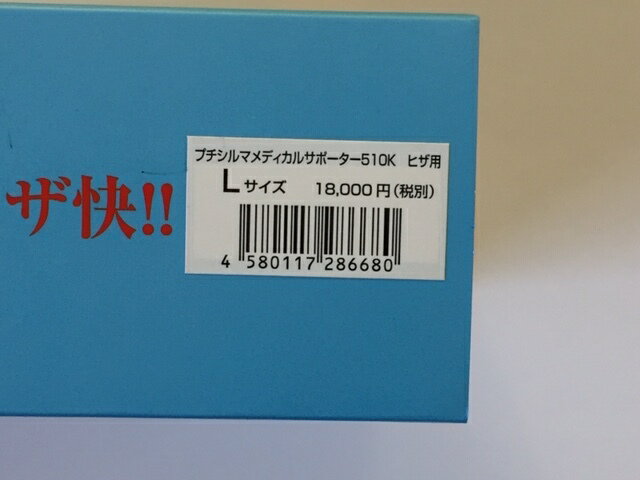 プチシルマメディカルサポーター510K ヒザ用
Lサイズ 18,000円(税別)
ザ快!!
4 580117 286680